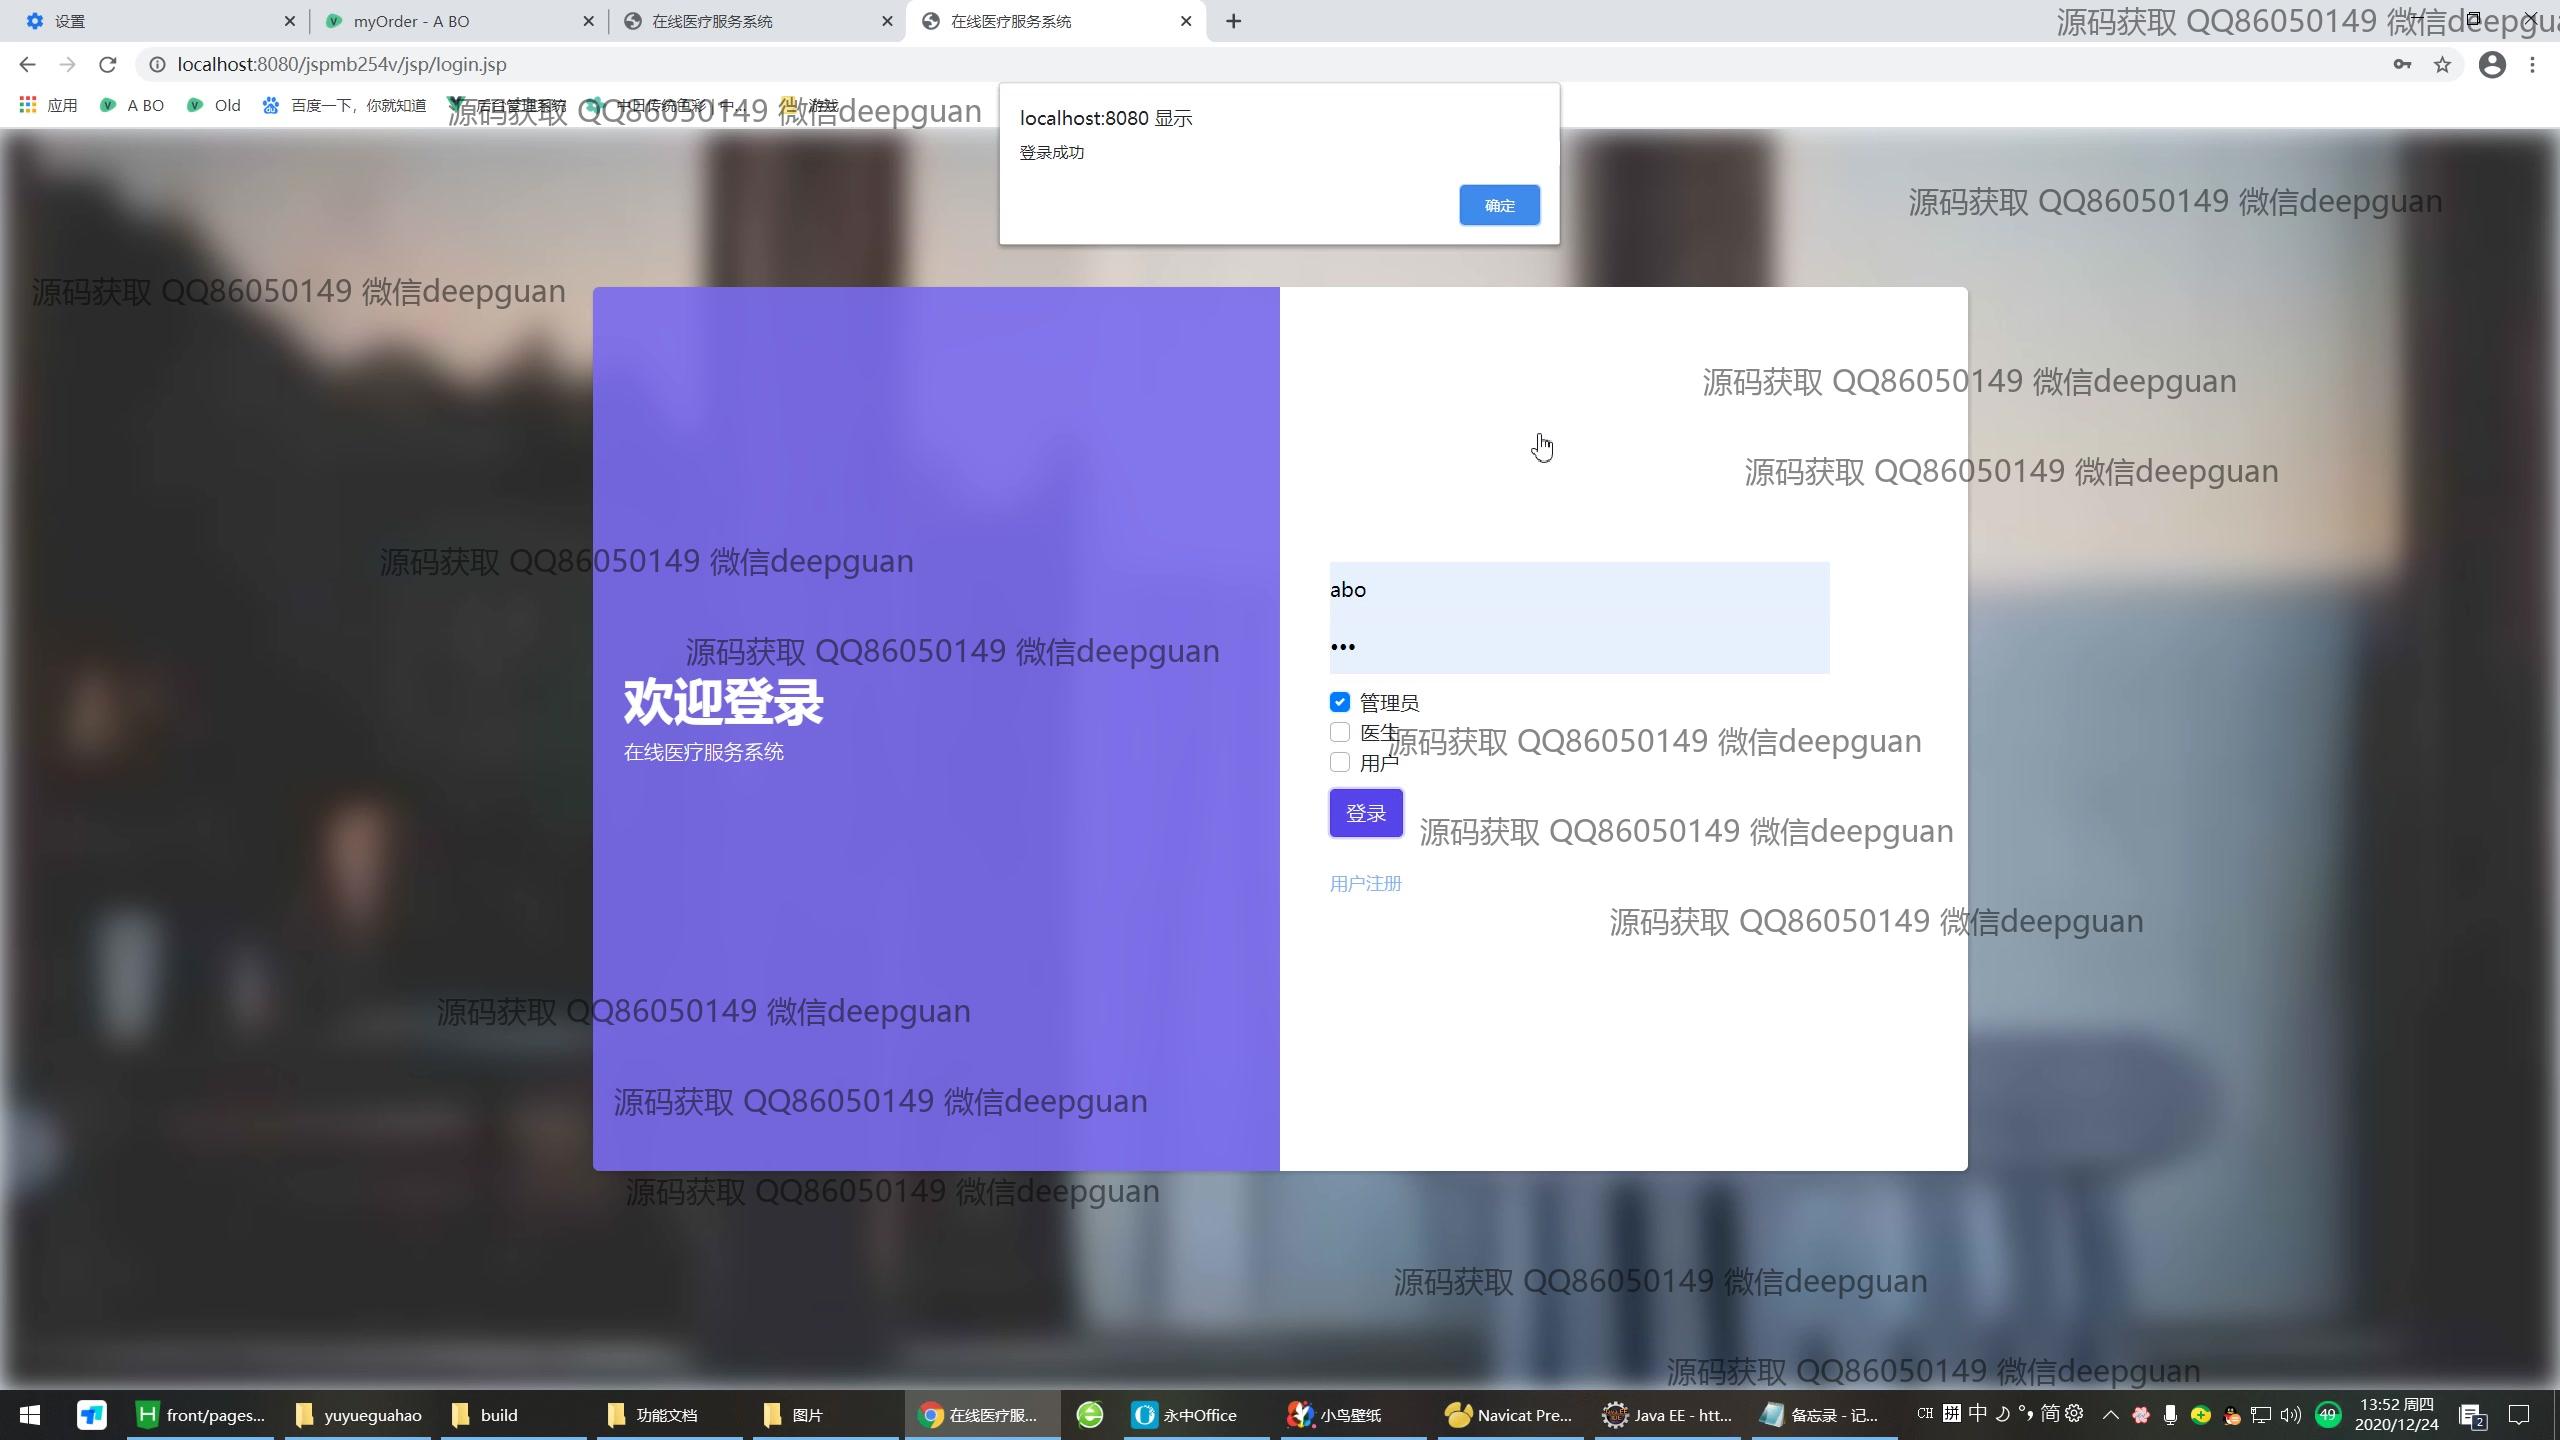 设置
myOrder - A BO
在线医疗服务系统
在线医疗服务系统
源码获取 QQ86050149 微信deepgua
localhost:8080/jspmb254v/jsp/login.jsp
应用
A BO
Old
百度一下，你就知道
后台管理系统
中国传统色彩 - 中...
游戏
源码获取 QQ86050149 微信deepguan
localhost:8080 显示
登录成功
确定
源码获取 QQ86050149 微信deepguan
源码获取 QQ86050149 微信deepguan
源码获取 QQ86050149 微信deepguan
源码获取 QQ86050149 微信deepguan
源码获取 QQ86050149 微信deepguan
abo
源码获取 QQ86050149 微信deepguan
•••
欢迎登录
在线医疗服务系统
管理员
医生
源码获取 QQ86050149 微信deepguan
用户
登录
源码获取 QQ86050149 微信deepguan
用户注册
源码获取 QQ86050149 微信deepguan
源码获取 QQ86050149 微信deepguan
源码获取 QQ86050149 微信deepguan
源码获取 QQ86050149 微信deepguan
源码获取 QQ86050149 微信deepguan
源码获取 QQ86050149 微信deepguan
front/pages...
yuyueguahao
build
功能文档
图片
在线医疗服...
永中Office
小鸟壁纸
Navicat Pre...
Java EE - htt...
备忘录 - 记...
CH 拼 中 简
49
13:52 周四
2020/12/24
2